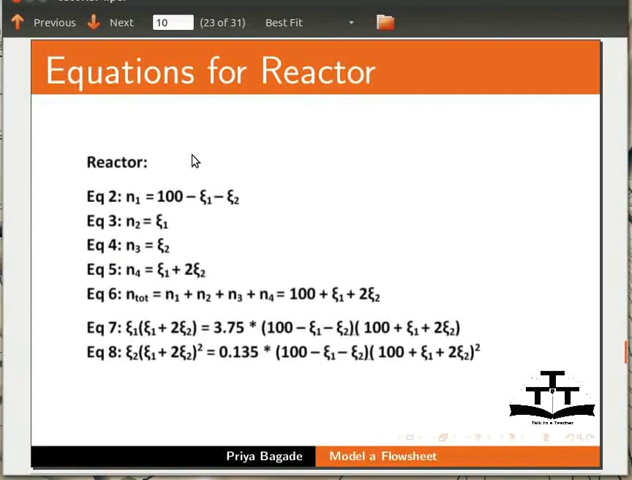 Previous Next 10 (23 of 31) Best Fit
Equations for Reactor
Reactor:
Eq 2: n₁ = 100 – ξ₁ – ξ₂
Eq 3: n₂ = ξ₁
Eq 4: n₃ = ξ₂
Eq 5: n₄ = ξ₁ + 2ξ₂
Eq 6: nₜₒₜ = n₁ + n₂ + n₃ + n₄ = 100 + ξ₁ + 2ξ₂
Eq 7: ξ₁(ξ₁ + 2ξ₂) = 3.75 * (100 – ξ₁ – ξ₂)( 100 + ξ₁ + 2ξ₂)
Eq 8: ξ₂(ξ₁ + 2ξ₂)² = 0.135 * (100 – ξ₁ – ξ₂)( 100 + ξ₁ + 2ξ₂)²
T T T
Talk to a Teacher
Priya Bagade Model a Flowsheet